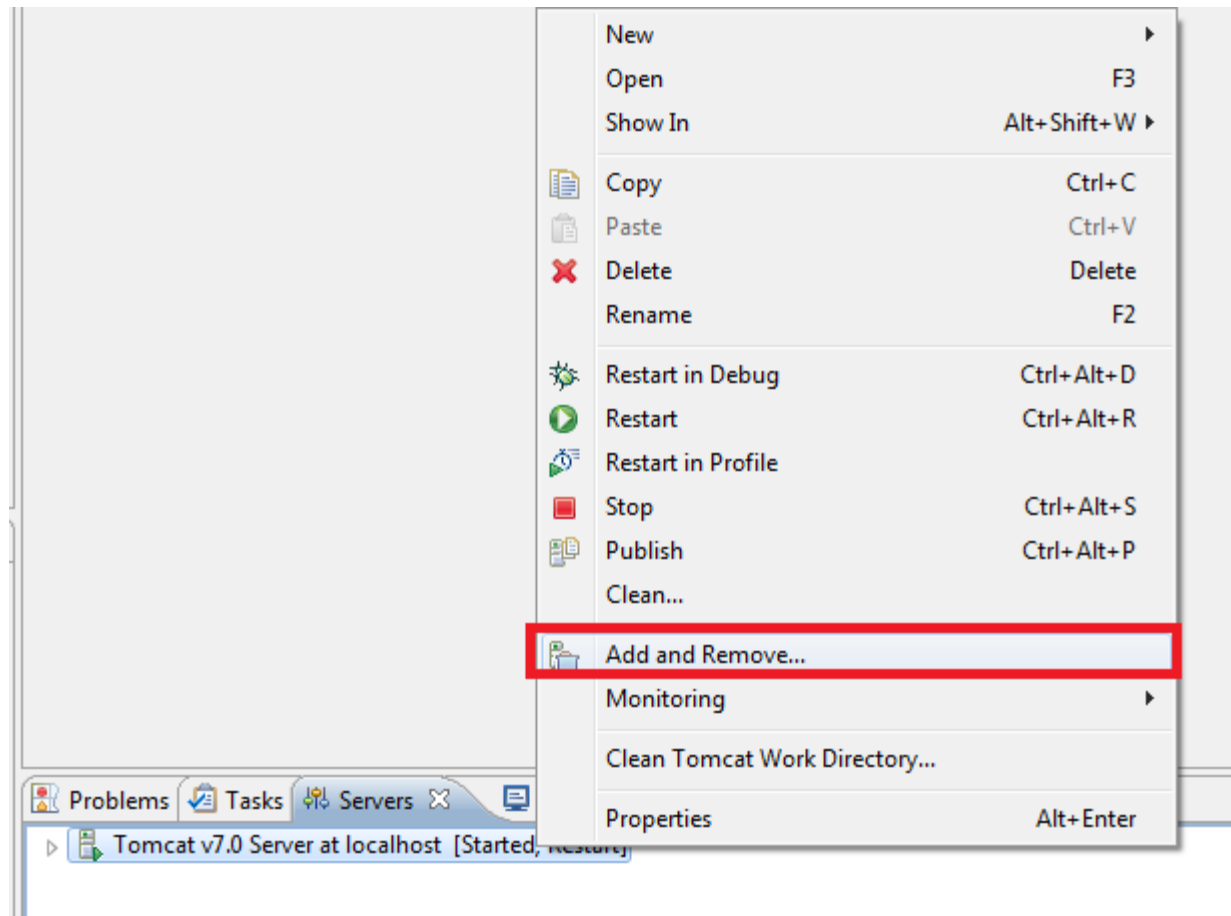 New
Open F3
Show In Alt+Shift+W
Copy Ctrl+C
Paste Ctrl+V
Delete Delete
Rename F2
Restart in Debug Ctrl+Alt+D
Restart Ctrl+Alt+R
Restart in Profile
Stop Ctrl+Alt+S
Publish Ctrl+Alt+P
Clean...
Add and Remove...
Monitoring
Clean Tomcat Work Directory...
Properties Alt+Enter
Problems Tasks Servers
Tomcat v7.0 Server at localhost [Started, Restart]